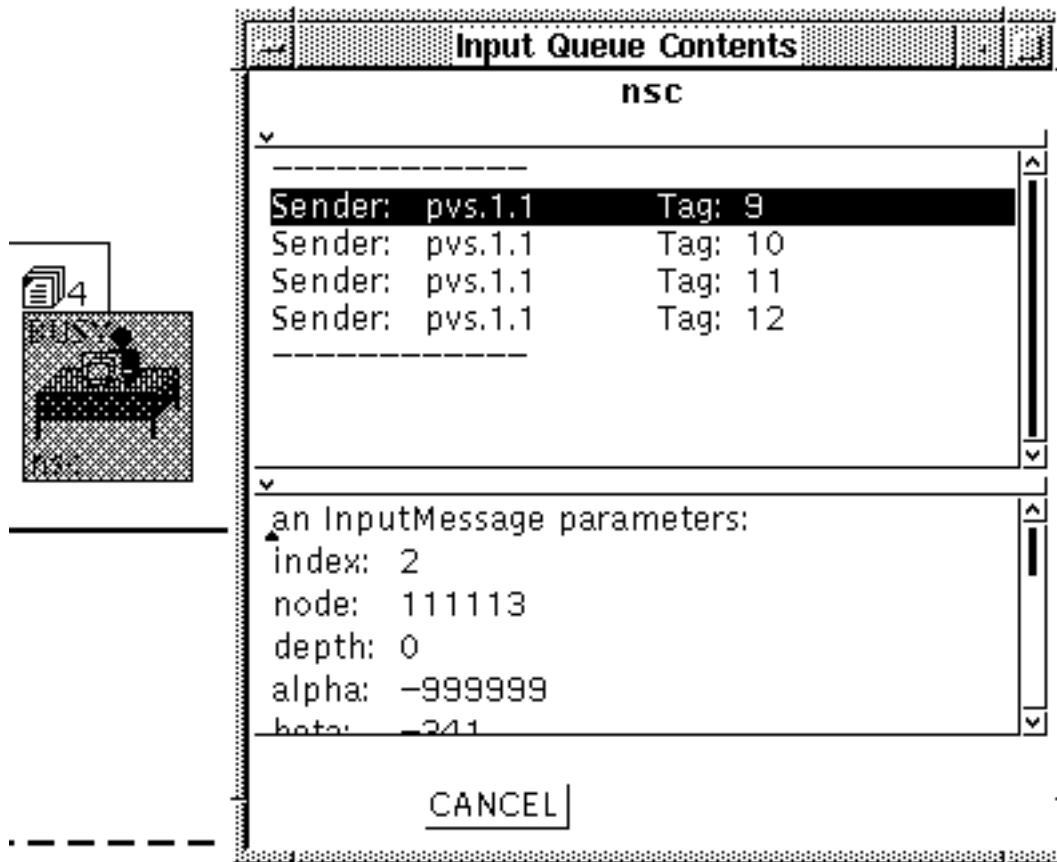 Input Queue Contents
nsc
-------------
Sender: pvs.1.1 Tag: 9
Sender: pvs.1.1 Tag: 10
Sender: pvs.1.1 Tag: 11
Sender: pvs.1.1 Tag: 12
-------------
4
BUSY
nsc
an InputMessage parameters:
index: 2
node: 111113
depth: 0
alpha: -999999
beta: -341
CANCEL